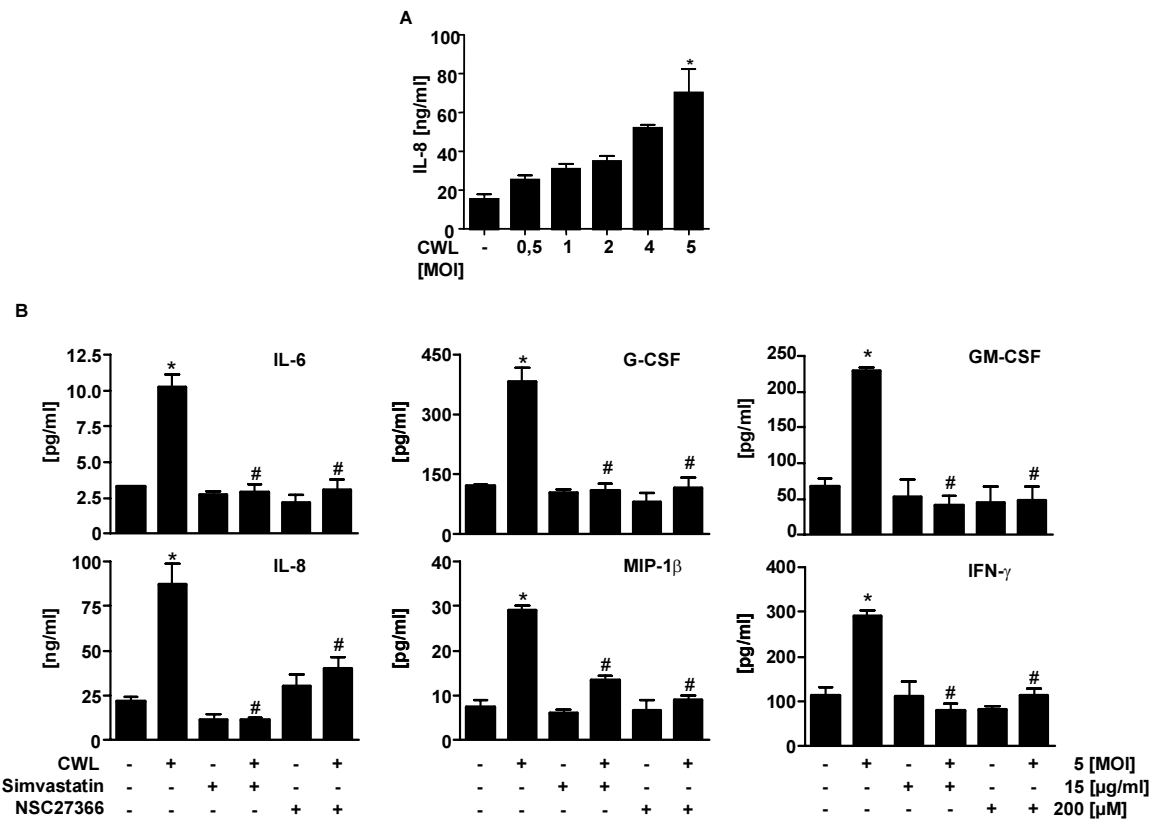 A
100
*
80
60
40
20
0
IL-8 [ng/ml]
CWL - 0,5 1 2 4 5
[MOI]
B
12.5
10.0
7.5
5.0
2.5
0
[pg/ml]
IL-6
* # #
450
300
150
0
[pg/ml]
G-CSF
* # #
250
200
150
100
50
0
[pg/ml]
GM-CSF
* # #
100
75
50
25
0
[ng/ml]
IL-8
* # #
40
30
20
10
0
[pg/ml]
MIP-1β
* # #
400
300
200
100
0
[pg/ml]
IFN-γ
* # #
CWL - + - + - + - + - + - + - + - + - + 5 [MOI]
Simvastatin - - + + - - - - + + - - - - + + - - 15 [µg/ml]
NSC27366 - - - - + + - - - - + + - - - - + + 200 [µM]